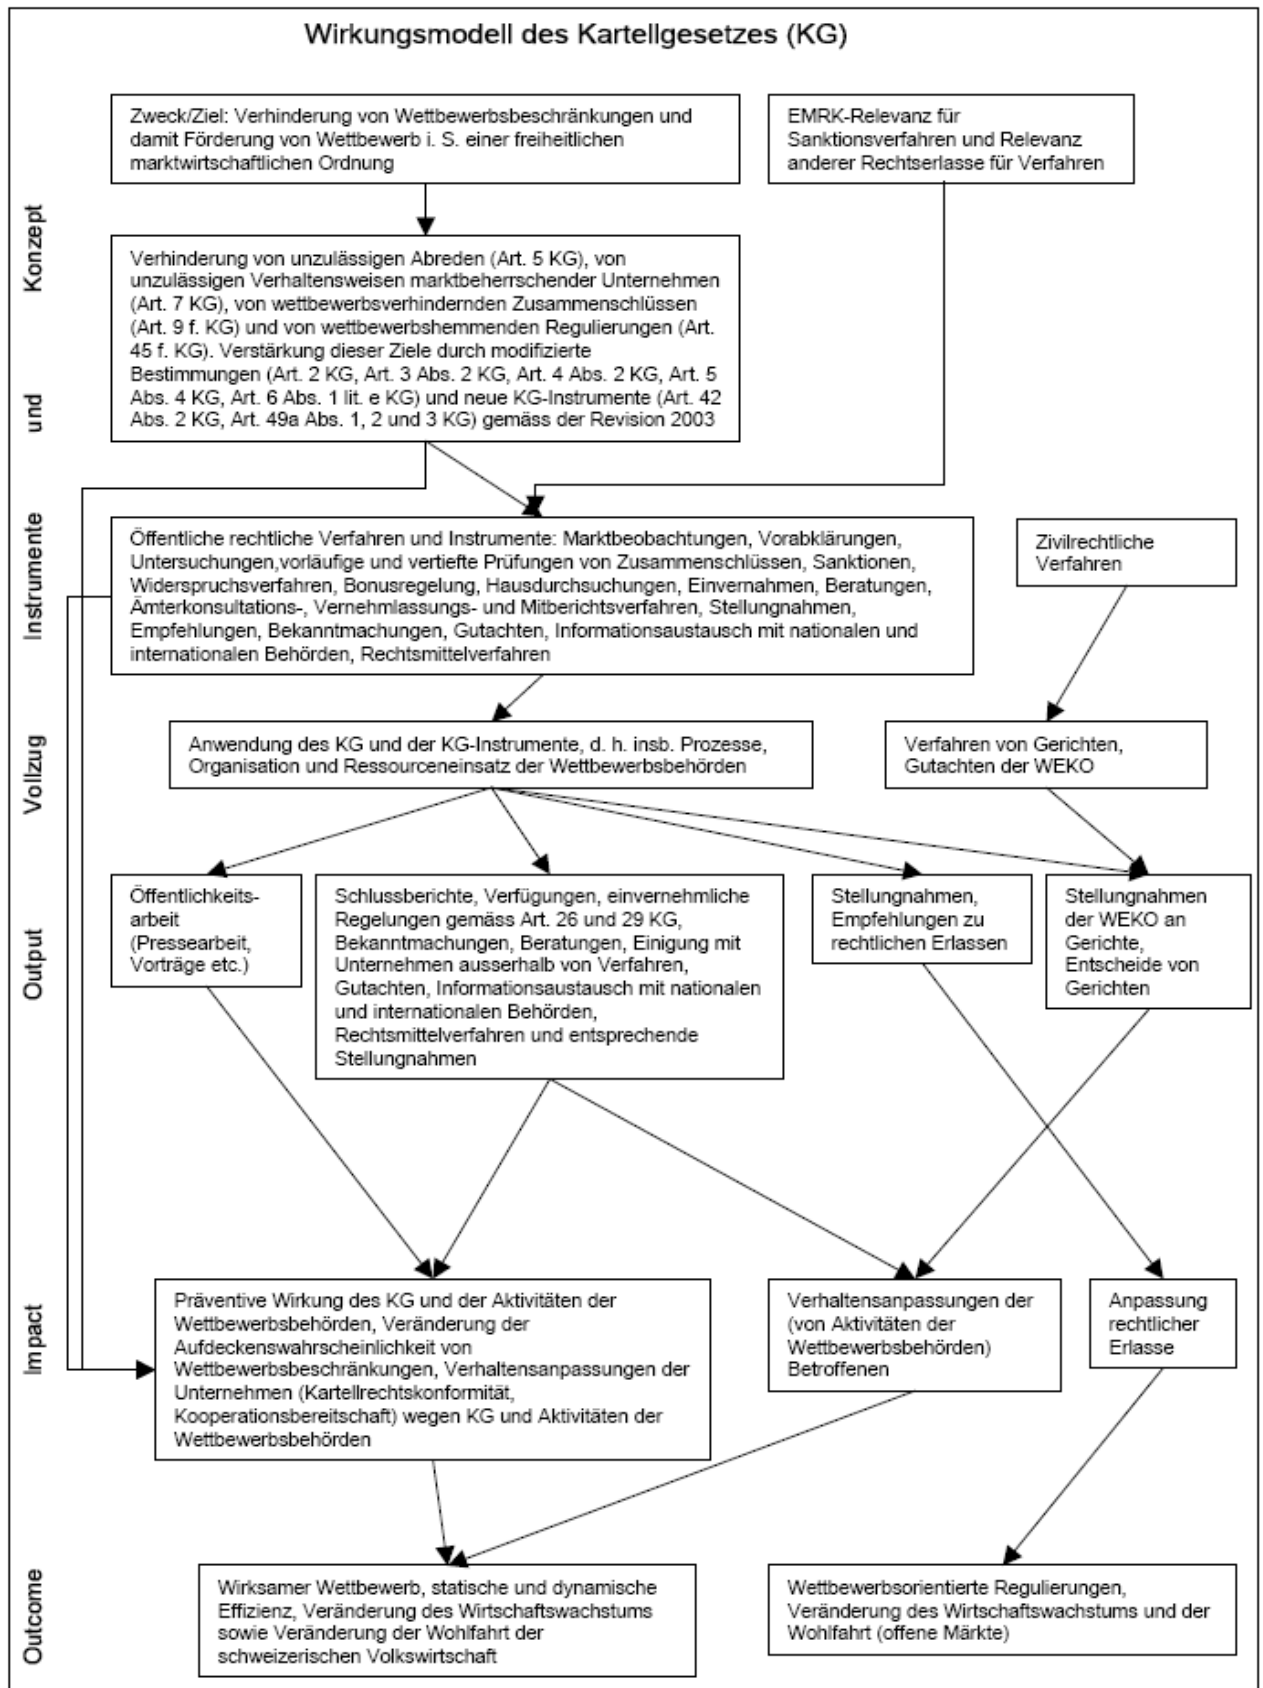 Wirkungsmodell des Kartellgesetzes (KG)
Zweck/Ziel: Verhinderung von Wettbewerbsbeschränkungen und
damit Förderung von Wettbewerb i. S. einer freiheitlichen
marktwirtschaftlichen Ordnung
EMRK-Relevanz für
Sanktionsverfahren und Relevanz
anderer Rechtserlasse für Verfahren
Konzept
Verhinderung von unzulässigen Abreden (Art. 5 KG), von
unzulässigen Verhaltensweisen marktbeherrschender Unternehmen
(Art. 7 KG), von wettbewerbsverhindernden Zusammenschlüssen
(Art. 9 f. KG) und von wettbewerbshemmenden Regulierungen (Art.
45 f. KG). Verstärkung dieser Ziele durch modifizierte
Bestimmungen (Art. 2 KG, Art. 3 Abs. 2 KG, Art. 4 Abs. 2 KG, Art. 5
Abs. 4 KG, Art. 6 Abs. 1 lit. e KG) und neue KG-Instrumente (Art. 42
Abs. 2 KG, Art. 49a Abs. 1, 2 und 3 KG) gemäss der Revision 2003
und
Instrumente
Öffentliche rechtliche Verfahren und Instrumente: Marktbeobachtungen, Vorabklärungen,
Untersuchungen,vorläufige und vertiefte Prüfungen von Zusammenschlüssen, Sanktionen,
Widerspruchsverfahren, Bonusregelung, Hausdurchsuchungen, Einvernahmen, Beratungen,
Ämterkonsultations-, Vernehmlassungs- und Mitberichtsverfahren, Stellungnahmen,
Empfehlungen, Bekanntmachungen, Gutachten, Informationsaustausch mit nationalen und
internationalen Behörden, Rechtsmittelverfahren
Zivilrechtliche
Verfahren
Vollzug
Anwendung des KG und der KG-Instrumente, d. h. insb. Prozesse,
Organisation und Ressourceneinsatz der Wettbewerbsbehörden
Verfahren von Gerichten,
Gutachten der WEKO
Output
Öffentlichkeits-
arbeit
(Pressearbeit,
Vorträge etc.)
Schlussberichte, Verfügungen, einvernehmliche
Regelungen gemäss Art. 26 und 29 KG,
Bekanntmachungen, Beratungen, Einigung mit
Unternehmen ausserhalb von Verfahren,
Gutachten, Informationsaustausch mit nationalen
und internationalen Behörden,
Rechtsmittelverfahren und entsprechende
Stellungnahmen
Stellungnahmen,
Empfehlungen zu
rechtlichen Erlassen
Stellungnahmen
der WEKO an
Gerichte,
Entscheide von
Gerichten
Impact
Präventive Wirkung des KG und der Aktivitäten der
Wettbewerbsbehörden, Veränderung der
Aufdeckenswahrscheinlichkeit von
Wettbewerbsbeschränkungen, Verhaltensanpassungen der
Unternehmen (Kartellrechtskonformität,
Kooperationsbereitschaft) wegen KG und Aktivitäten der
Wettbewerbsbehörden
Verhaltensanpassungen der
(von Aktivitäten der
Wettbewerbsbehörden)
Betroffenen
Anpassung
rechtlicher
Erlasse
Outcome
Wirksamer Wettbewerb, statische und dynamische
Effizienz, Veränderung des Wirtschaftswachstums
sowie Veränderung der Wohlfahrt der
schweizerischen Volkswirtschaft
Wettbewerbsorientierte Regulierungen,
Veränderung des Wirtschaftswachstums und der
Wohlfahrt (offene Märkte)